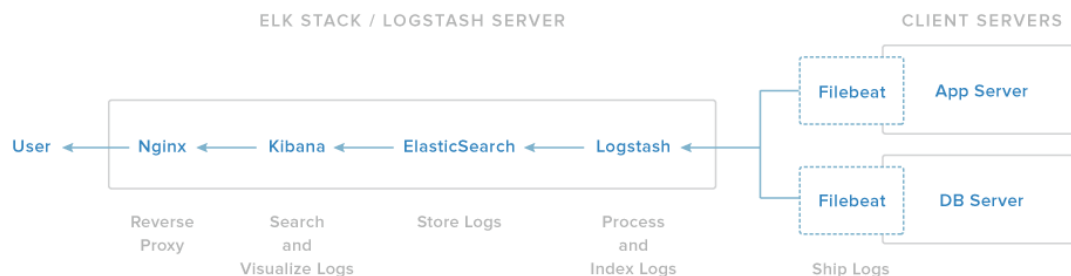 ELK STACK / LOGSTASH SERVER
CLIENT SERVERS
Filebeat
App Server
User
Nginx
Kibana
ElasticSearch
Logstash
Filebeat
DB Server
Reverse
Proxy
Search
and
Visualize Logs
Store Logs
Process
and
Index Logs
Ship Logs